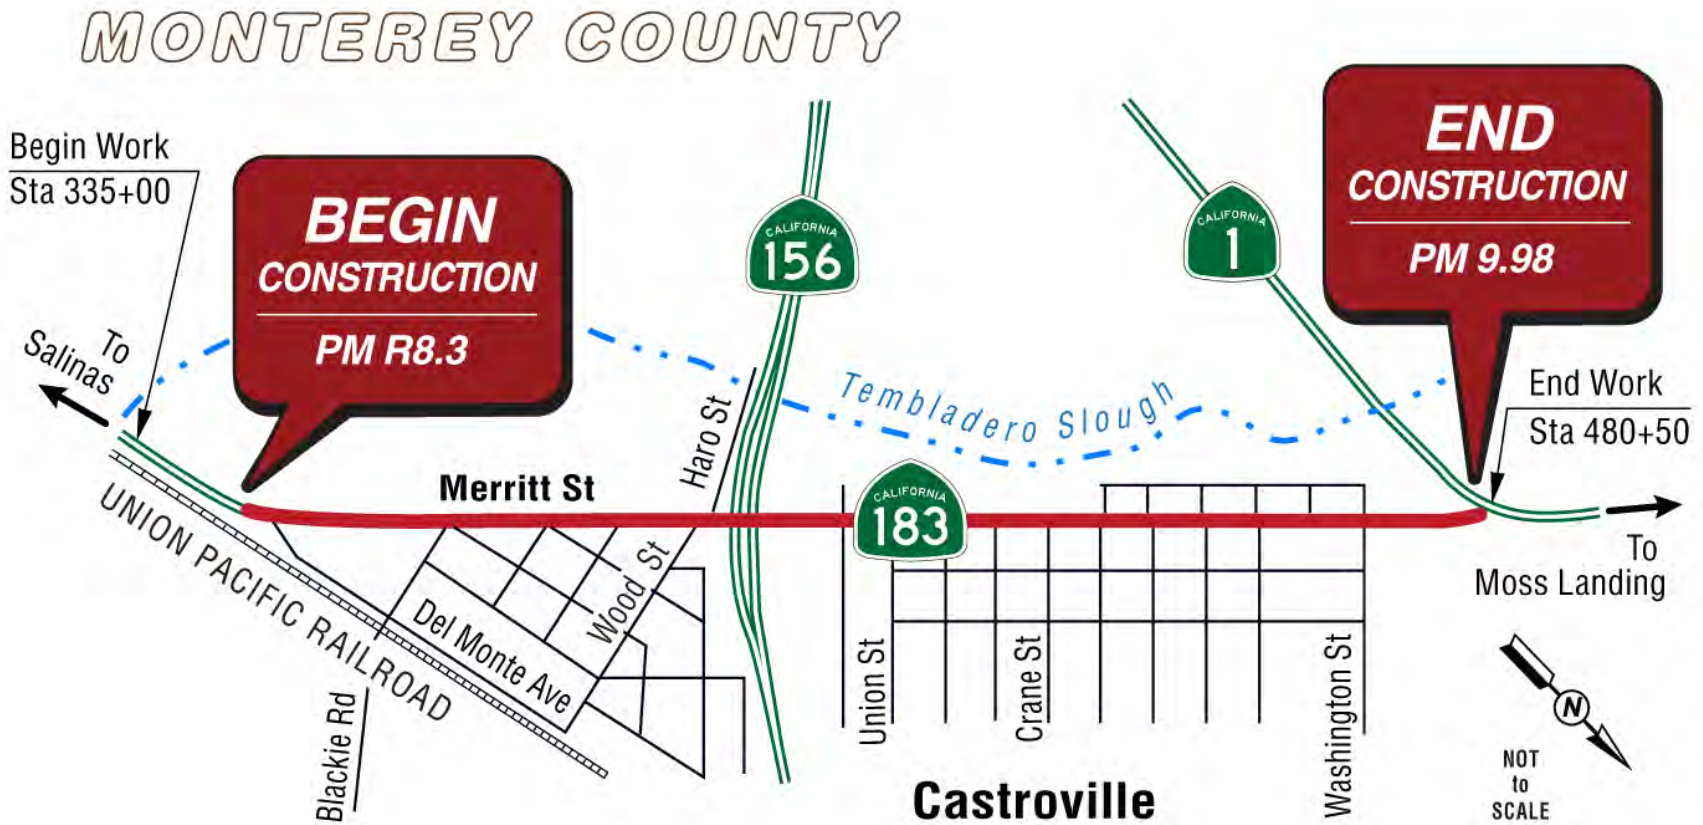 MONTEREY COUNTY
Begin Work
Sta 335+00
BEGIN
CONSTRUCTION
PM R8.3
CALIFORNIA
156
CALIFORNIA
1
END
CONSTRUCTION
PM 9.98
To
Salinas
Haro St
Tembladero Slough
End Work
Sta 480+50
Merritt St
CALIFORNIA
183
UNION PACIFIC RAILROAD
Wood St
Del Monte Ave
Blackie Rd
Union St
Crane St
Washington St
To
Moss Landing
N
NOT
to
SCALE
Castroville